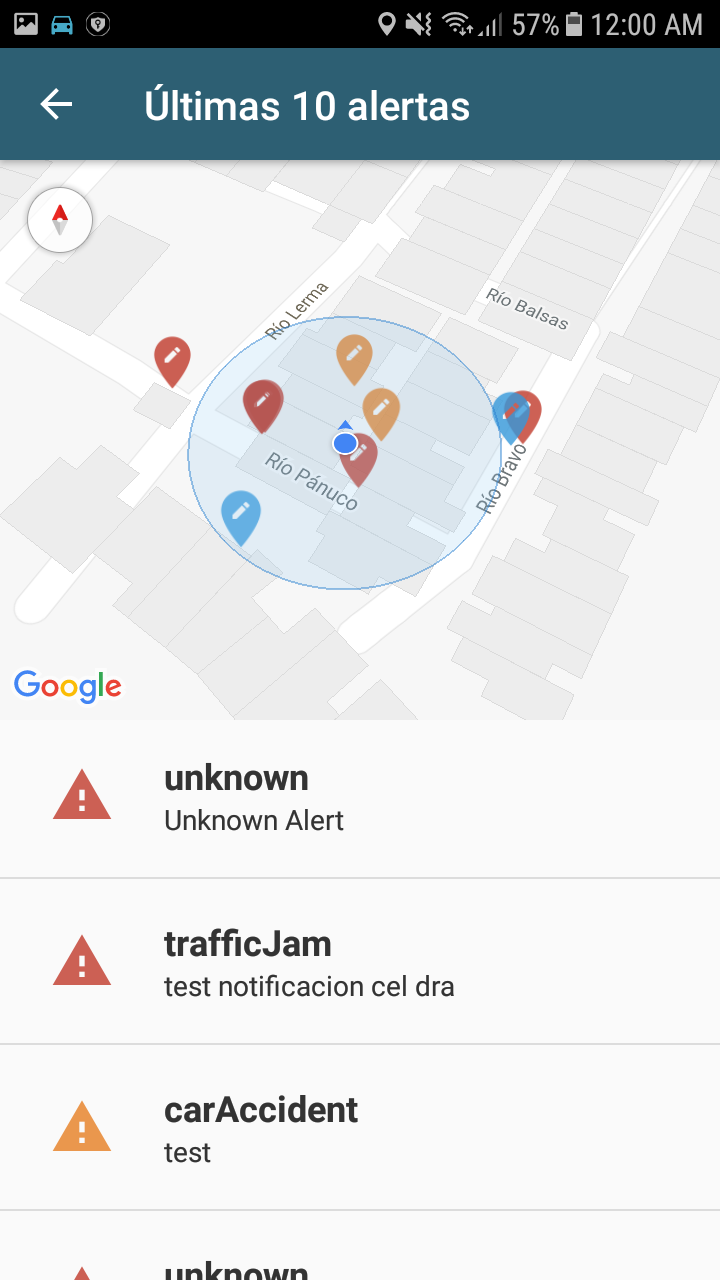 57% 12:00 AM
Últimas 10 alertas
Río Lerma
Río Balsas
Río Bravo
Río Pánuco
Google
unknown
Unknown Alert
trafficJam
test notificacion cel dra
carAccident
test
unknown